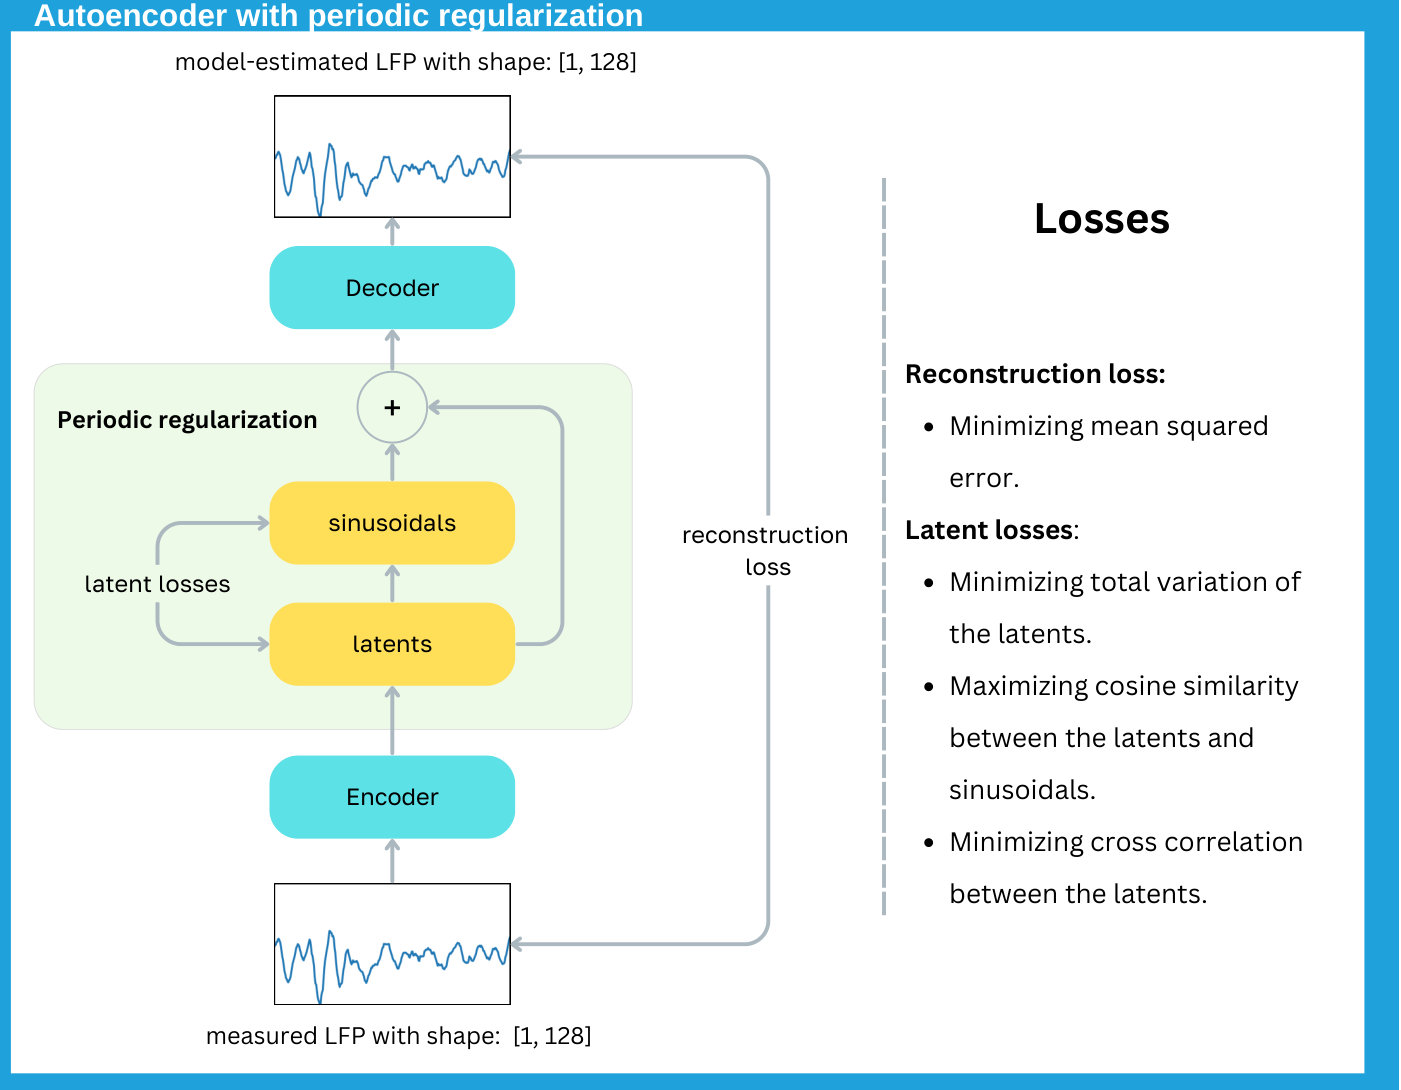 Autoencoder with periodic regularization
model-estimated LFP with shape: [1, 128]
Decoder
+
Periodic regularization
sinusoidals
latent losses
latents
Encoder
measured LFP with shape:  [1, 128]
reconstruction
loss
Losses
Reconstruction loss:
• Minimizing mean squared
error.
Latent losses:
• Minimizing total variation of
the latents.
• Maximizing cosine similarity
between the latents and
sinusoidals.
• Minimizing cross correlation
between the latents.